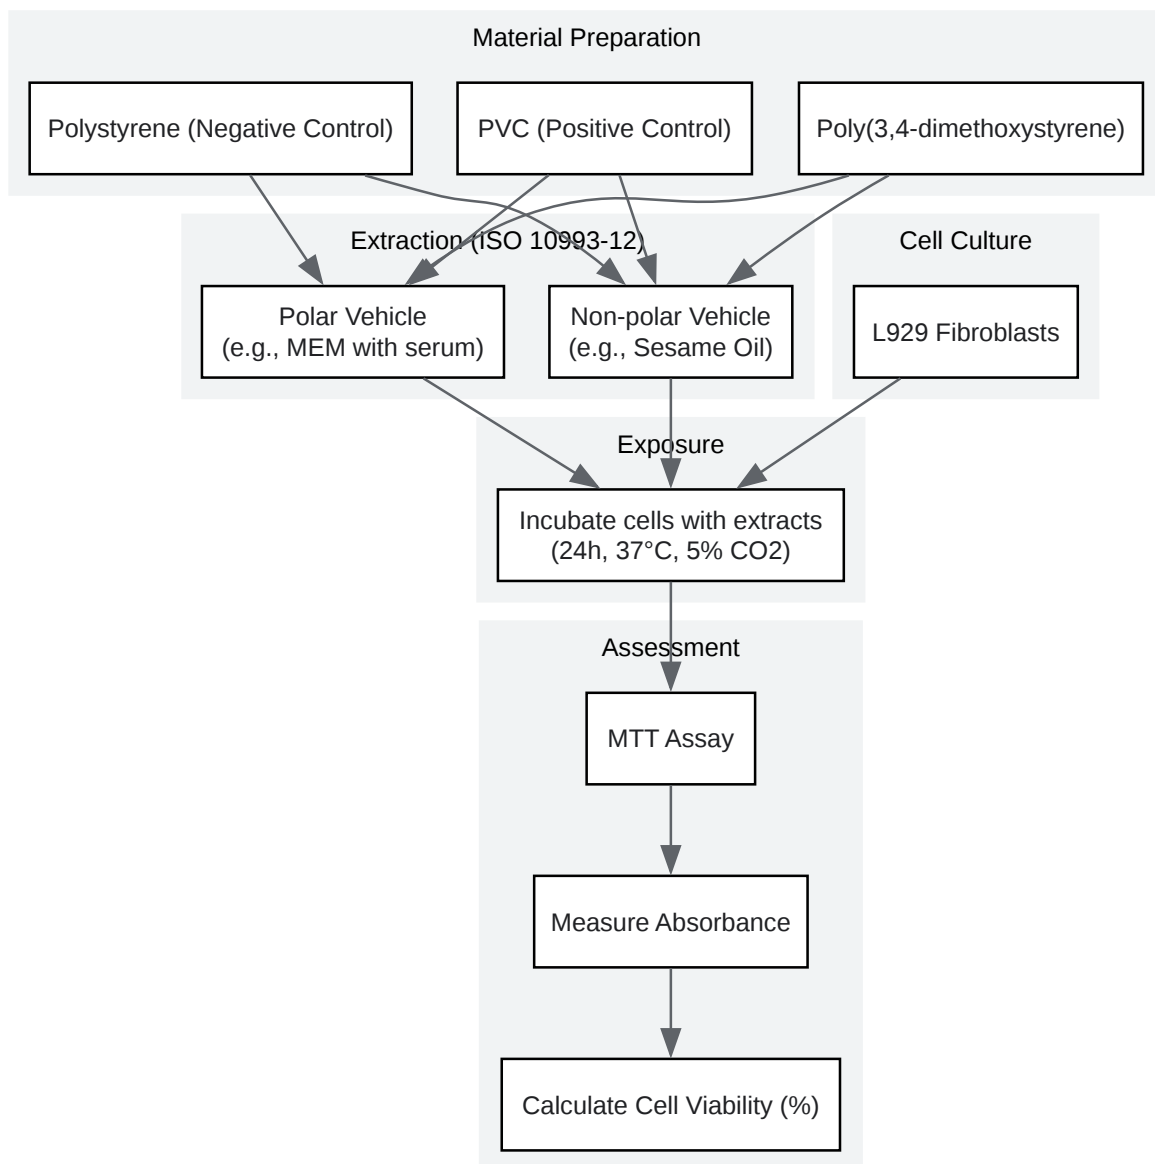 Material Preparation
Polystyrene (Negative Control)
PVC (Positive Control)
Poly(3,4-dimethoxystyrene)
Extraction (ISO 10993-12)
Cell Culture
Polar Vehicle
(e.g., MEM with serum)
Non-polar Vehicle
(e.g., Sesame Oil)
L929 Fibroblasts
Exposure
Incubate cells with extracts
(24h, 37°C, 5% CO2)
Assessment
MTT Assay
Measure Absorbance
Calculate Cell Viability (%)